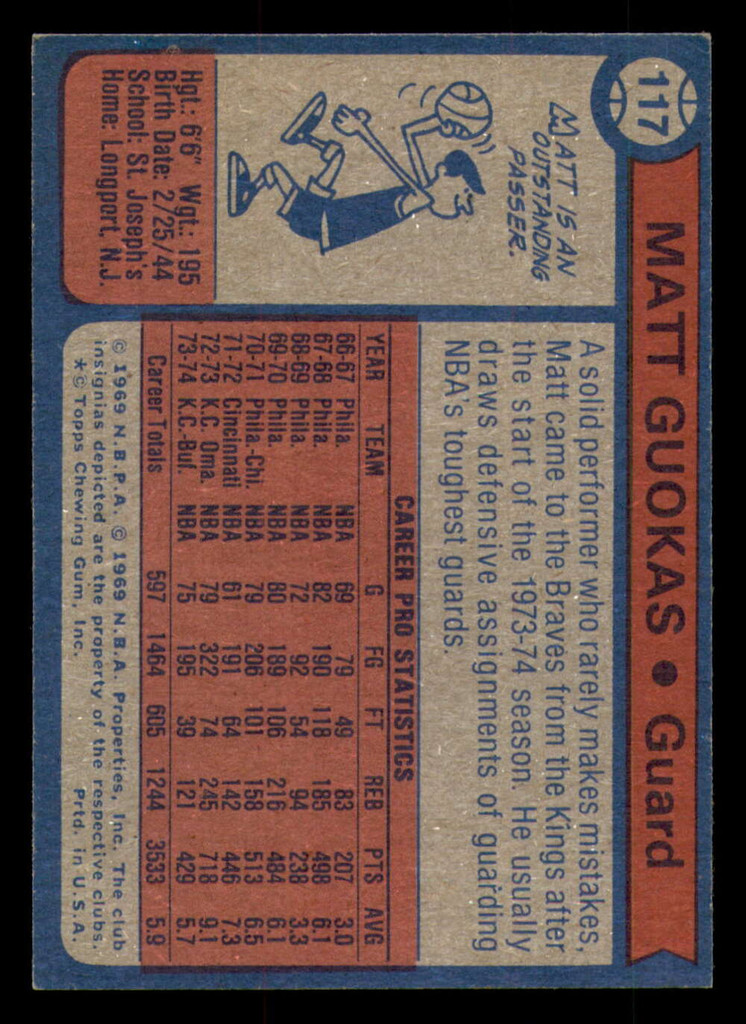 117
MATT GUOKAS • Guard
MATT IS AN
OUTSTANDING
PASSER.
Hgt.: 6'6" Wgt.: 195
Birth Date: 2/25/44
School: St. Joseph's
Home: Longport, N.J.
A solid performer who rarely makes mistakes,
Matt came to the Braves from the Kings after
the start of the 1973-74 season. He usually
draws defensive assignments of guarding
NBA's toughest guards.
CAREER PRO STATISTICS
YEAR TEAM G FG FT REB PTS AVG
66-67 Phila. NBA 69 79 49 83 207 3.0
67-68 Phila. NBA 82 190 118 185 498 6.1
68-69 Phila. NBA 72 92 54 94 238 3.3
69-70 Phila. NBA 80 189 106 216 484 6.1
70-71 Phila.-Chi. NBA 79 206 101 158 513 6.5
71-72 Cincinnati NBA 61 191 64 142 446 7.3
72-73 K.C. Oma. NBA 79 322 74 245 718 9.1
73-74 K.C.-Buf. NBA 75 195 39 121 429 5.7
Career Totals 597 1464 605 1244 3533 5.9
© 1969 N.B.P.A. © 1969 N.B.A. Properties, Inc. The club
insignias depicted are the property of the respective clubs.
*© Topps Chewing Gum, Inc. Prtd. in U.S.A.